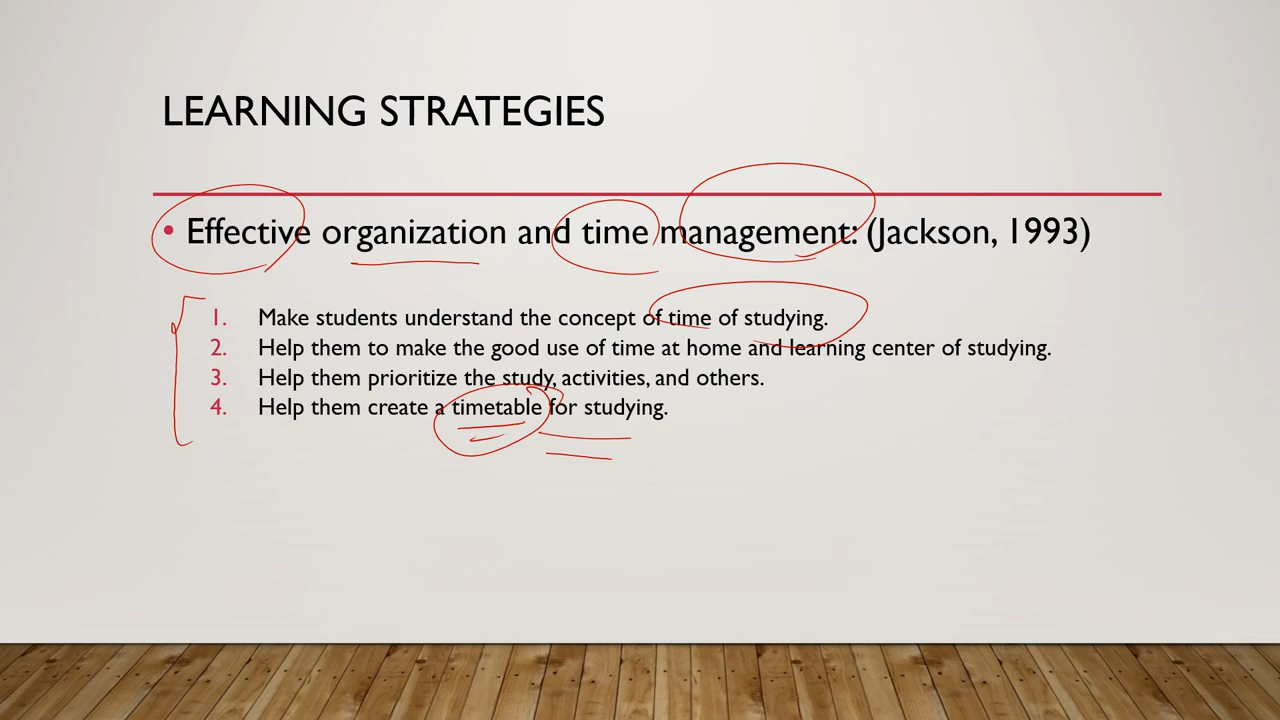 LEARNING STRATEGIES
• Effective organization and time management: (Jackson, 1993)
1. Make students understand the concept of time of studying.
2. Help them to make the good use of time at home and learning center of studying.
3. Help them prioritize the study, activities, and others.
4. Help them create a timetable for studying.